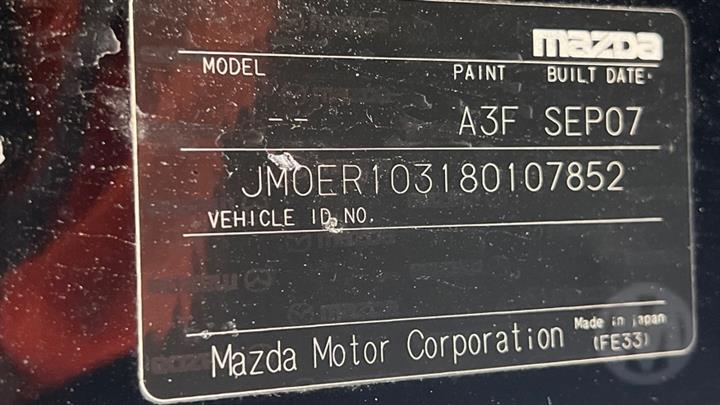 mazda
MODEL PAINT BUILT DATE
-- A3F SEP07
JM0ER103180107852
VEHICLE ID NO.
Mazda Motor Corporation Made in japan
(FE33)